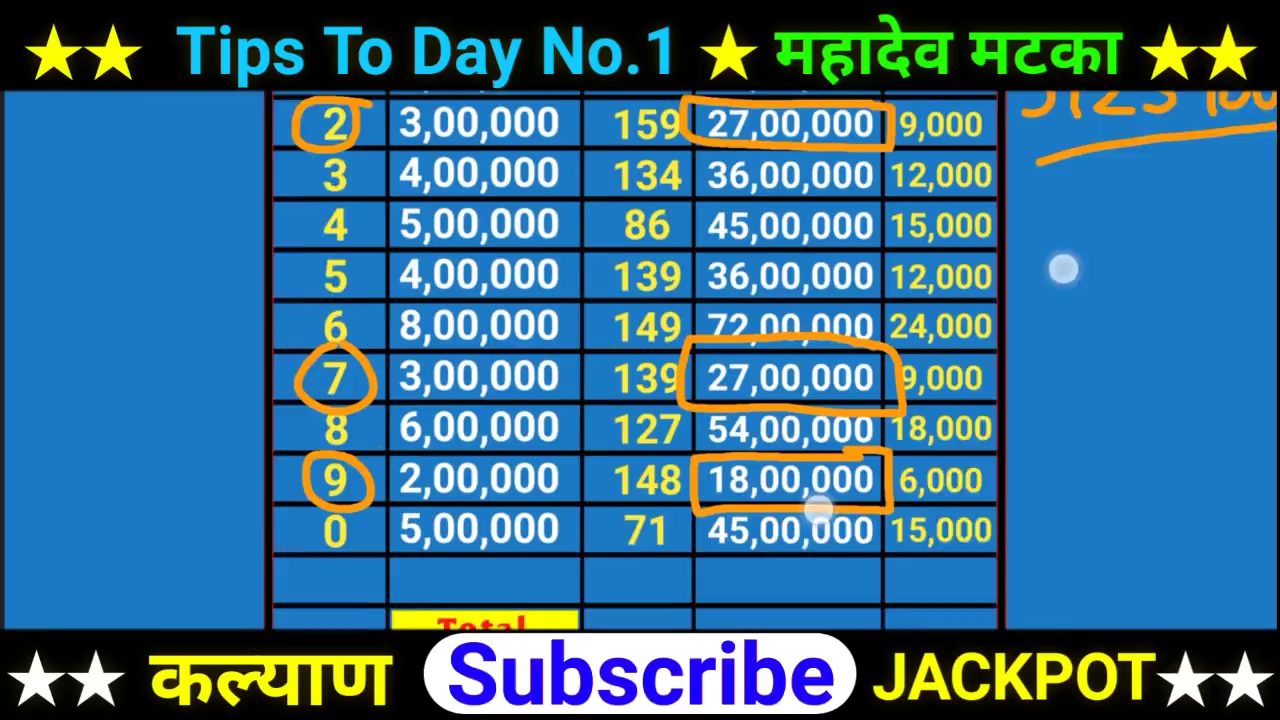 ★★ Tips To Day No.1 ★ महादेव मटका ★★
2 3,00,000 159 27,00,000 9,000
3 4,00,000 134 36,00,000 12,000
4 5,00,000 86 45,00,000 15,000
5 4,00,000 139 36,00,000 12,000
6 8,00,000 149 72,00,000 24,000
7 3,00,000 139 27,00,000 9,000
8 6,00,000 127 54,00,000 18,000
9 2,00,000 148 18,00,000 6,000
0 5,00,000 71 45,00,000 15,000
Total
★★ कल्याण Subscribe JACKPOT ★★